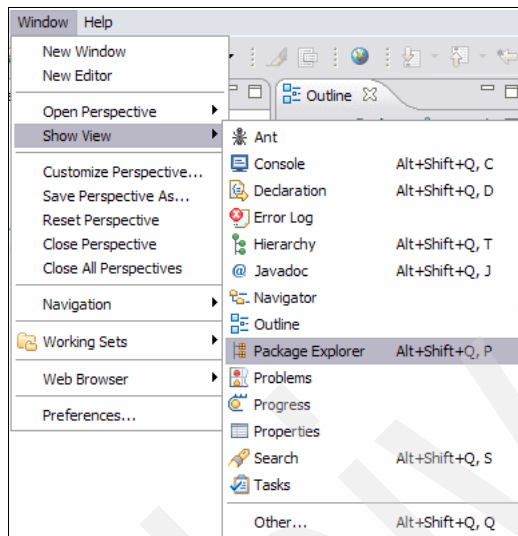 Window Help
New Window
New Editor
Open Perspective
Show View
Customize Perspective...
Save Perspective As...
Reset Perspective
Close Perspective
Close All Perspectives
Navigation
Working Sets
Web Browser
Preferences...
Outline
Ant
Console Alt+Shift+Q, C
Declaration Alt+Shift+Q, D
Error Log
Hierarchy Alt+Shift+Q, T
Javadoc Alt+Shift+Q, J
Navigator
Outline
Package Explorer Alt+Shift+Q, P
Problems
Progress
Properties
Search Alt+Shift+Q, S
Tasks
Other... Alt+Shift+Q, Q